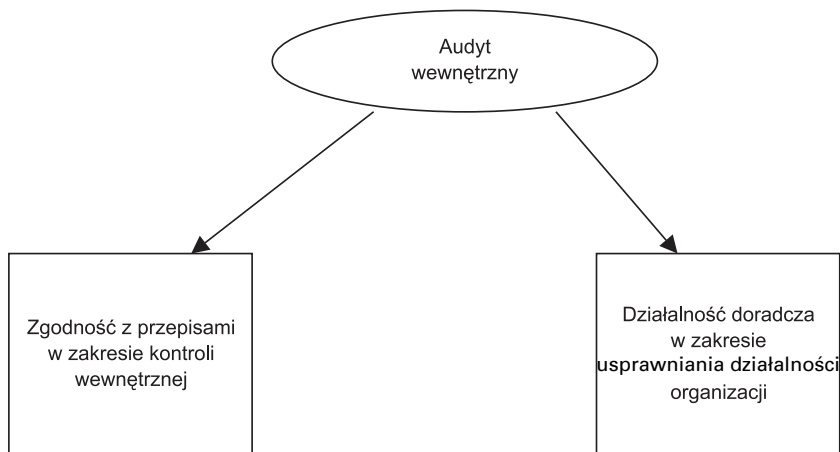 Audyt
wewnętrzny
Zgodność z przepisami
w zakresie kontroli
wewnętrznej
Działalność doradcza
w zakresie
usprawniania działalności
organizacji